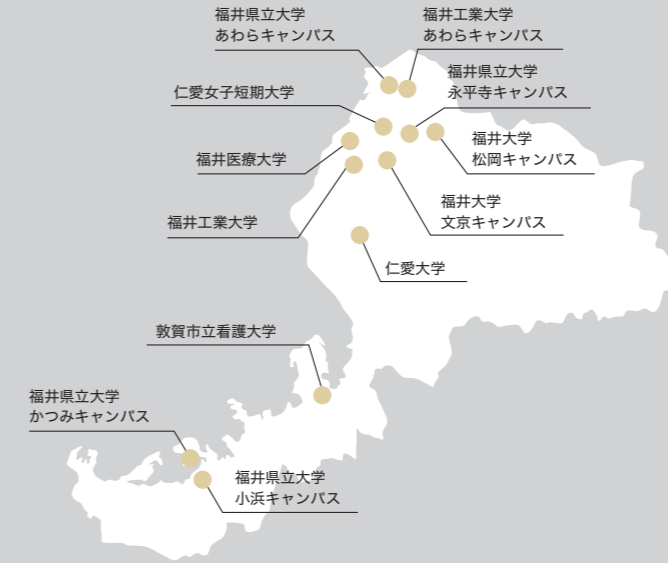 福井県立大学
あわらキャンパス
福井工業大学
あわらキャンパス
仁愛女子短期大学
福井県立大学
永平寺キャンパス
福井医療大学
福井大学
松岡キャンパス
福井工業大学
福井大学
文京キャンパス
仁愛大学
敦賀市立看護大学
福井県立大学
かつみキャンパス
福井県立大学
小浜キャンパス